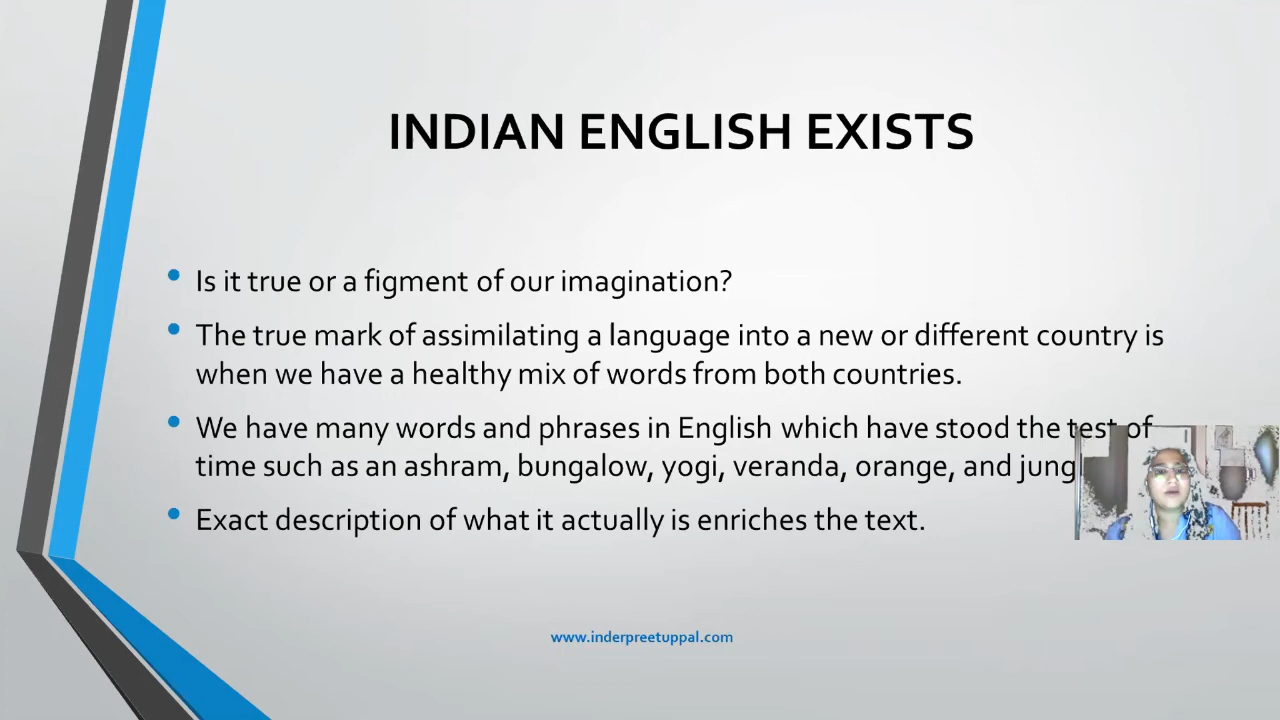 INDIAN ENGLISH EXISTS
Is it true or a figment of our imagination?
The true mark of assimilating a language into a new or different country is
when we have a healthy mix of words from both countries.
We have many words and phrases in English which have stood the test of
time such as an ashram, bungalow, yogi, veranda, orange, and
Exact description of what it actually is enriches the text.
www.inderpreetuppal.com